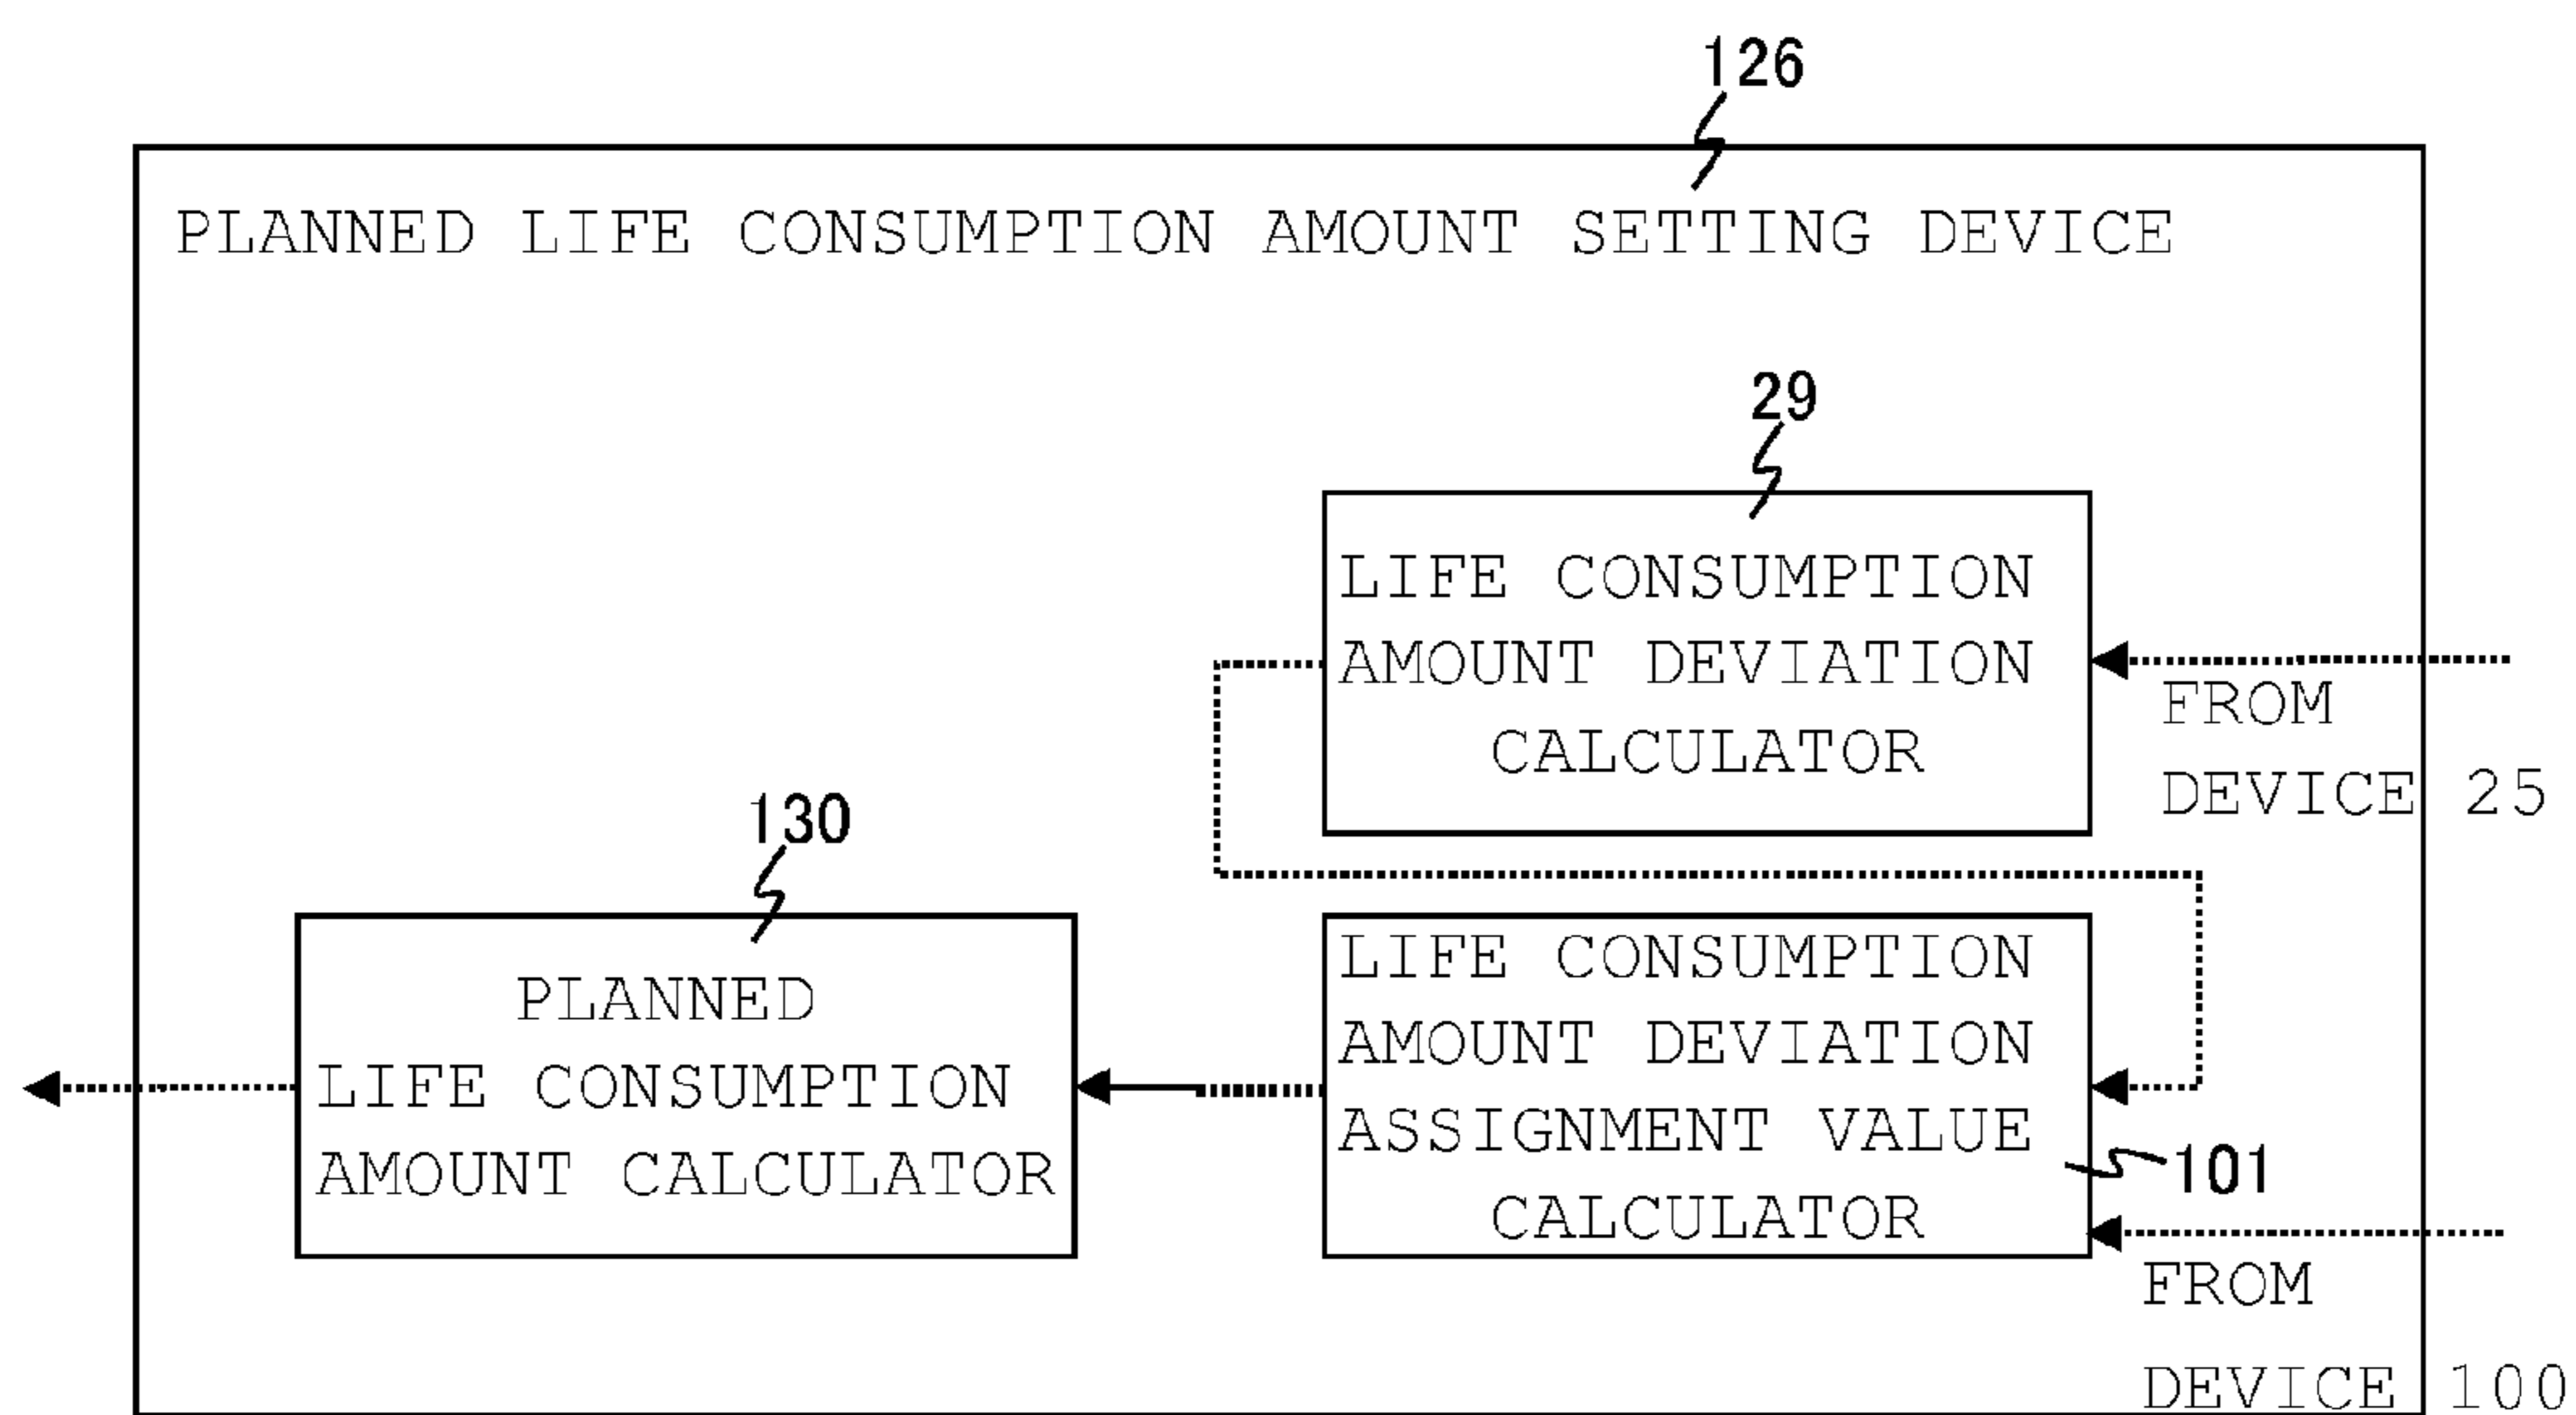 126
PLANNED LIFE CONSUMPTION AMOUNT SETTING DEVICE
29
LIFE CONSUMPTION
AMOUNT DEVIATION
CALCULATOR
FROM
DEVICE 25
130
PLANNED
LIFE CONSUMPTION
AMOUNT CALCULATOR
LIFE CONSUMPTION
AMOUNT DEVIATION
ASSIGNMENT VALUE
CALCULATOR
101
FROM
DEVICE 100